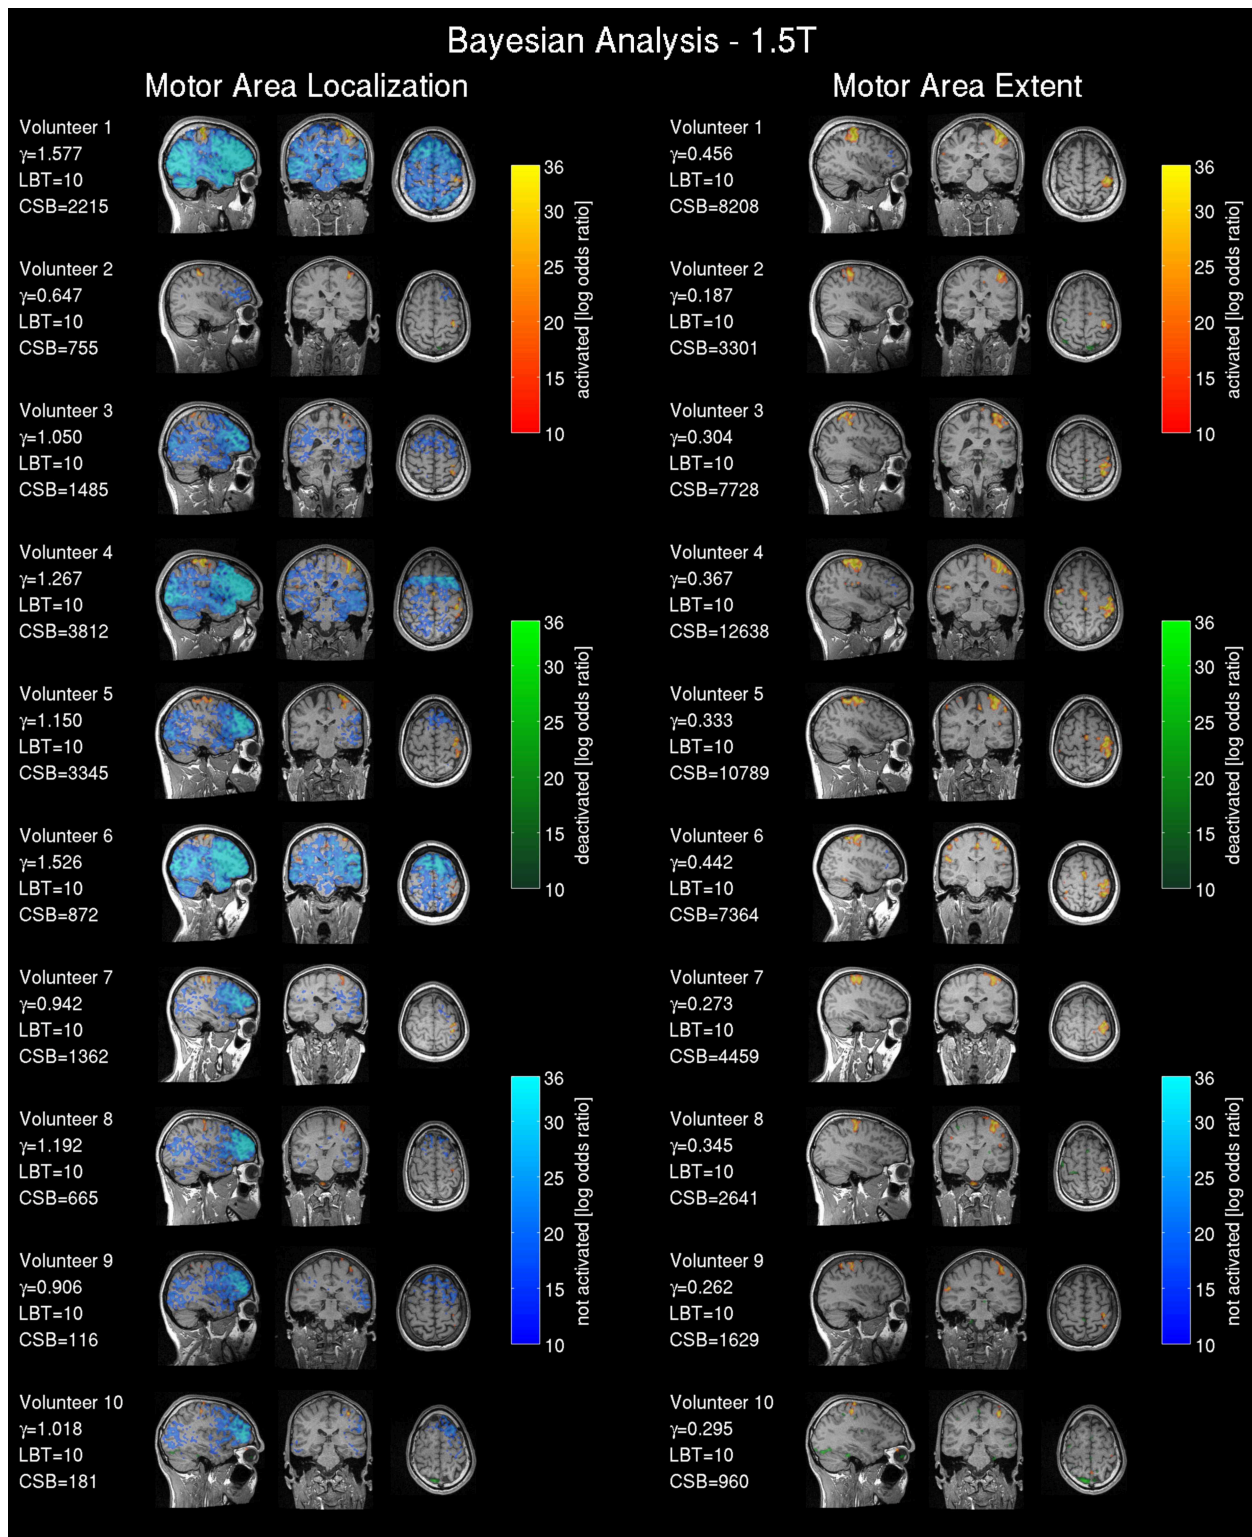 Bayesian Analysis - 1.5T
Motor Area Localization
Volunteer 1
γ=1.577
LBT=10
CSB=2215
Volunteer 2
γ=0.647
LBT=10
CSB=755
Volunteer 3
γ=1.050
LBT=10
CSB=1485
Volunteer 4
γ=1.267
LBT=10
CSB=3812
Volunteer 5
γ=1.150
LBT=10
CSB=3345
Volunteer 6
γ=1.526
LBT=10
CSB=872
Volunteer 7
γ=0.942
LBT=10
CSB=1362
Volunteer 8
γ=1.192
LBT=10
CSB=665
Volunteer 9
γ=0.906
LBT=10
CSB=116
Volunteer 10
γ=1.018
LBT=10
CSB=181
36
30
25
20
15
10
activated [log odds ratio]
36
30
25
20
15
10
deactivated [log odds ratio]
36
30
25
20
15
10
not activated [log odds ratio]
Motor Area Extent
Volunteer 1
γ=0.456
LBT=10
CSB=8208
Volunteer 2
γ=0.187
LBT=10
CSB=3301
Volunteer 3
γ=0.304
LBT=10
CSB=7728
Volunteer 4
γ=0.367
LBT=10
CSB=12638
Volunteer 5
γ=0.333
LBT=10
CSB=10789
Volunteer 6
γ=0.442
LBT=10
CSB=7364
Volunteer 7
γ=0.273
LBT=10
CSB=4459
Volunteer 8
γ=0.345
LBT=10
CSB=2641
Volunteer 9
γ=0.262
LBT=10
CSB=1629
Volunteer 10
γ=0.295
LBT=10
CSB=960
36
30
25
20
15
10
activated [log odds ratio]
36
30
25
20
15
10
deactivated [log odds ratio]
36
30
25
20
15
10
not activated [log odds ratio]